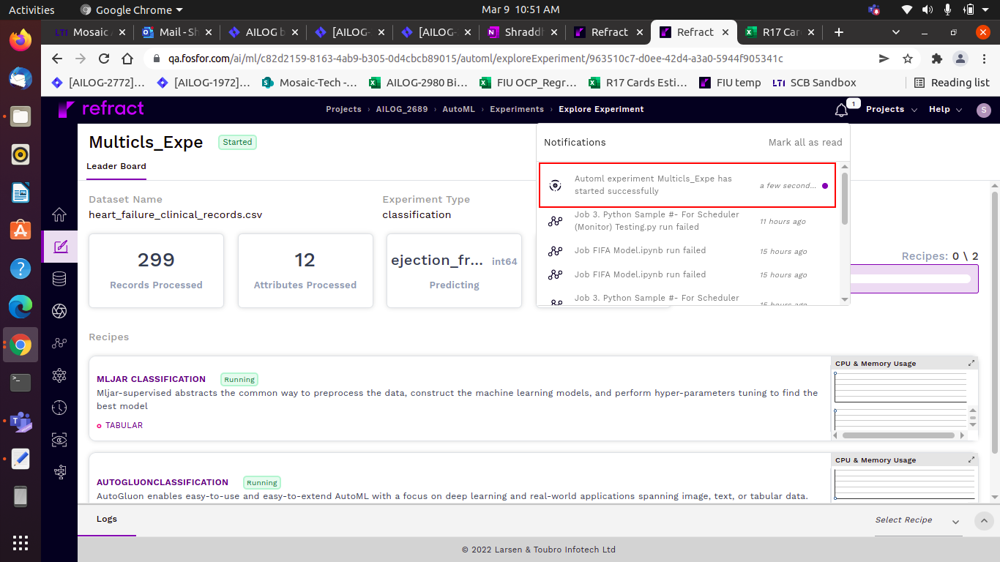 Activities
Google Chrome
Mar 9 10:51 AM
LTI Mosaic A
Mail - Sh
AILOG b
[AILOG-
[AILOG-
Shraddh
Refract
Refract
R17 Car
qa.fosfor.com/ai/ml/c82d2159-8163-4ab9-b305-0d4cbcb89015/automl/exploreExperiment/963510c7-d0ee-42d4-a3a0-5944f905341c
[AILOG-2772]...
[AILOG-1972]...
Mosaic-Tech -...
AILOG-2980 Bi...
FIU OCP_Regr...
R17 Cards Esti...
FIU temp
LTI SCB Sandbox
Reading list
refract
Projects › AILOG_2689 › AutoML › Experiments › Explore Experiment
1
Projects
Help
S
Multicls_Expe
Started
Leader Board
Notifications
Mark all as read
Automl experiment Multicls_Expe has
started successfully
a few second...
Job 3. Python Sample #- For Scheduler
(Monitor) Testing.py run failed
11 hours ago
Job FIFA Model.ipynb run failed
15 hours ago
Job FIFA Model.ipynb run failed
15 hours ago
Job 3. Python Sample #- For Scheduler
15 hours ago
Dataset Name
heart_failure_clinical_records.csv
Experiment Type
classification
299
Records Processed
12
Attributes Processed
ejection_fr... int64
Predicting
Recipes: 0 \ 2
Recipes
MLJAR CLASSIFICATION
Running
Mljar-supervised abstracts the common way to preprocess the data, construct the machine learning models, and perform hyper-parameters tuning to find the
best model
TABULAR
CPU & Memory Usage
AUTOGLUONCLASSIFICATION
Running
AutoGluon enables easy-to-use and easy-to-extend AutoML with a focus on deep learning and real-world applications spanning image, text, or tabular data.
CPU & Memory Usage
Logs
Select Recipe
© 2022 Larsen & Toubro Infotech Ltd